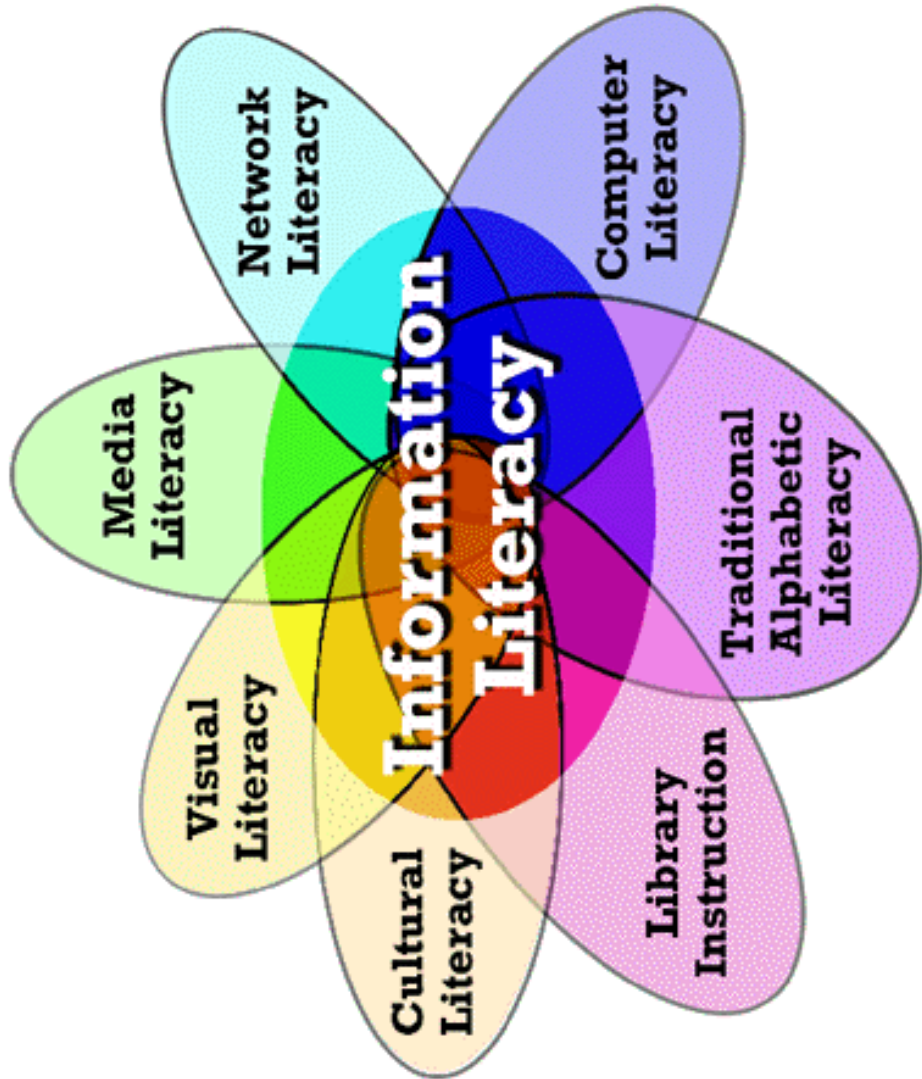 Information
Literacy
Visual
Literacy
Media
Literacy
Network
Literacy
Cultural
Literacy
Computer
Literacy
Library
Instruction
Traditional
Alphabetic
Literacy